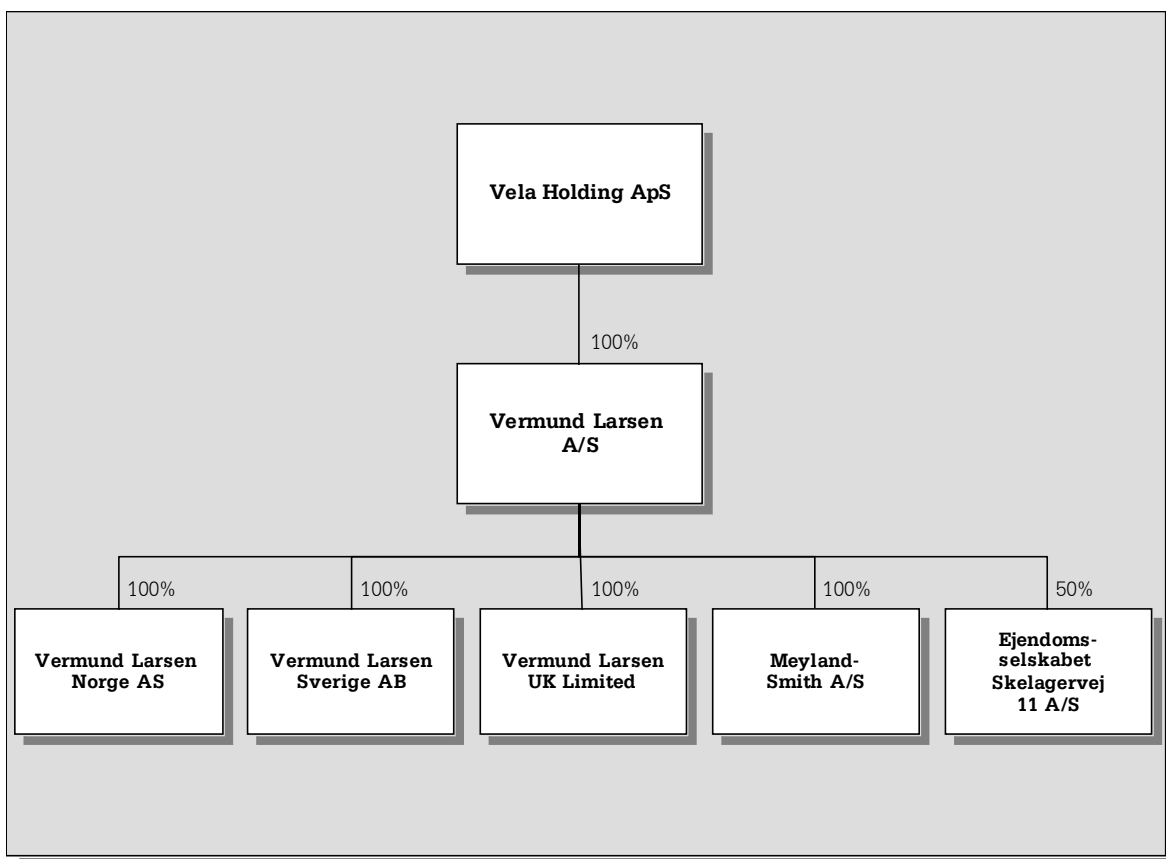 Vela Holding ApS
100%
Vermund Larsen
A/S
100%
100%
100%
100%
50%
Vermund Larsen
Norge AS
Vermund Larsen
Sverige AB
Vermund Larsen
UK Limited
Meyland-
Smith A/S
Ejendoms-
sselskabet
Skelagervej
11 A/S